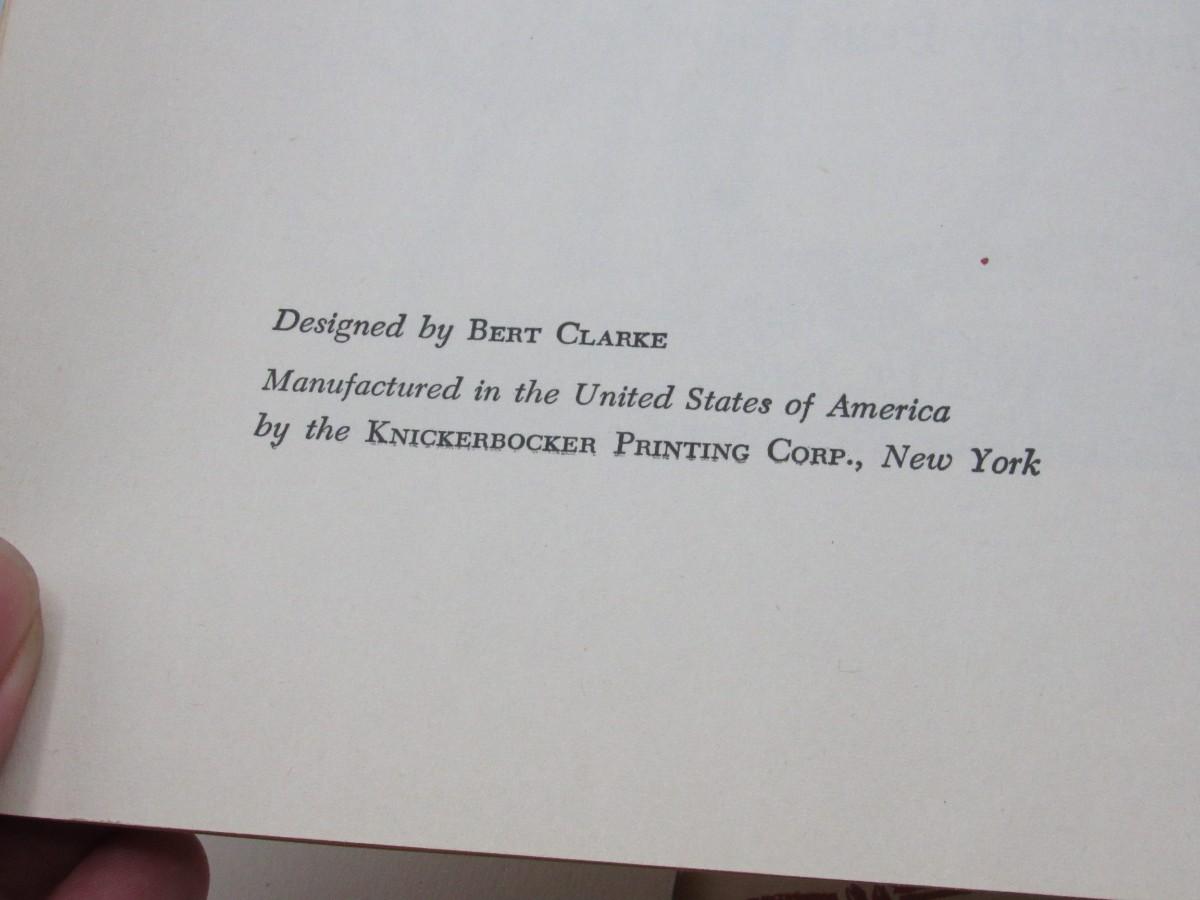 Designed by BERT CLARKE
Manufactured in the United States of America
by the KNICKERBOCKER PRINTING CORP., New York